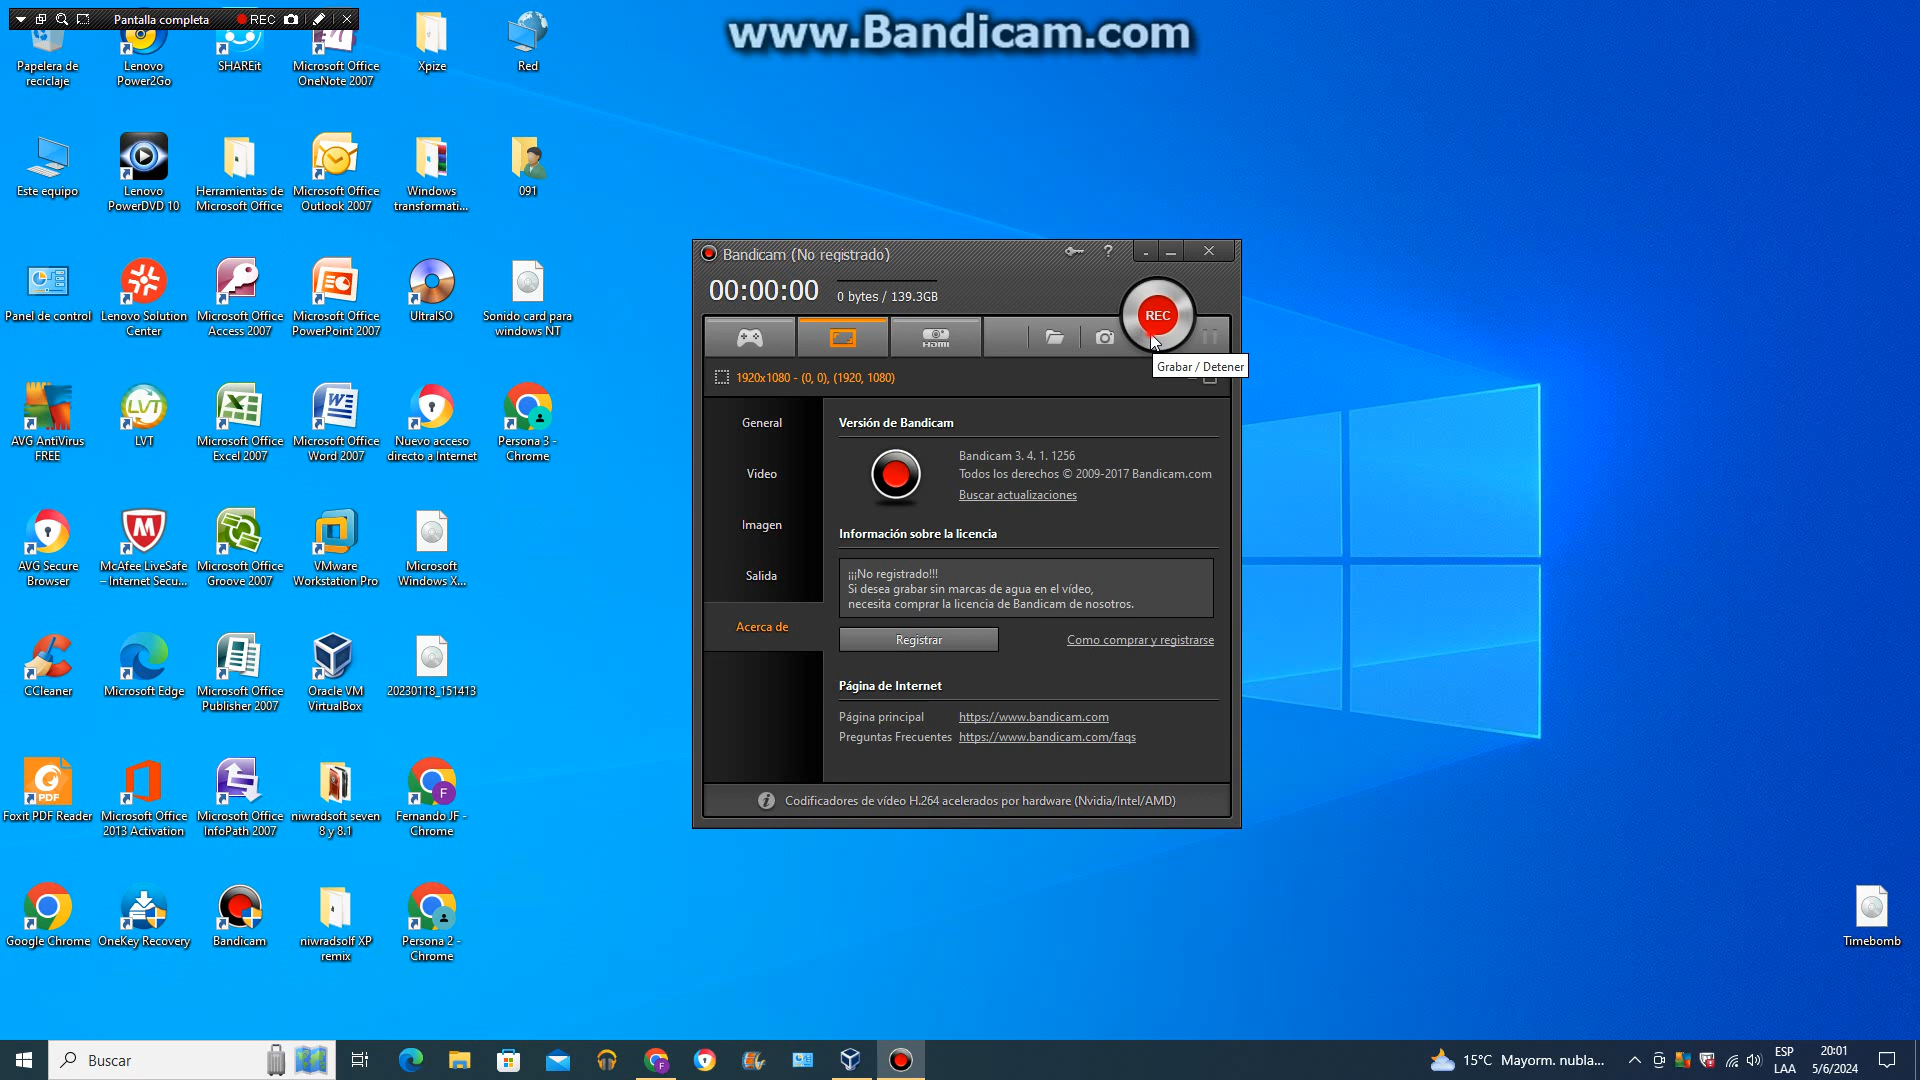 Pantalla completa
REC
www.Bandicam.com
Papelera de
reciclaje
Lenovo
Power2Go
SHAREit
Microsoft Office
OneNote 2007
Xpize
Red
Este equipo
Lenovo
PowerDVD 10
Herramientas de
Microsoft Office
Microsoft Office
Outlook 2007
Windows
transformati...
091
Panel de control
Lenovo Solution
Center
Microsoft Office
Access 2007
Microsoft Office
PowerPoint 2007
UltraISO
Sonido card para
windows NT
AVG AntiVirus
FREE
LVT
Microsoft Office
Excel 2007
Microsoft Office
Word 2007
Nuevo acceso
directo a Internet
Persona 3 -
Chrome
AVG Secure
Browser
McAfee LiveSafe
– Internet Secu...
Microsoft Office
Groove 2007
VMware
Workstation Pro
Microsoft
Windows X...
CCleaner
Microsoft Edge
Microsoft Office
Publisher 2007
Oracle VM
VirtualBox
20230118_151413
Foxit PDF Reader
Microsoft Office
2013 Activation
Microsoft Office
InfoPath 2007
niwradsoft seven
8 y 8.1
Fernando JF -
Chrome
Google Chrome
OneKey Recovery
Bandicam
niwradsolf XP
remix
Persona 2 -
Chrome
Timebomb
Bandicam (No registrado)
00:00:00
0 bytes / 139.3GB
REC
HDMI
Grabar / Detener
1920x1080 - (0, 0), (1920, 1080)
General
Video
Imagen
Salida
Acerca de
Versión de Bandicam
Bandicam 3. 4. 1. 1256
Todos los derechos © 2009-2017 Bandicam.com
Buscar actualizaciones
Información sobre la licencia
¡¡¡No registrado!!!
Si desea grabar sin marcas de agua en el vídeo,
necesita comprar la licencia de Bandicam de nosotros.
Registrar
Como comprar y registrarse
Página de Internet
Página principal https://www.bandicam.com
Preguntas Frecuentes https://www.bandicam.com/faqs
Codificadores de vídeo H.264 acelerados por hardware (Nvidia/Intel/AMD)
Buscar
15°C Mayorm. nubla...
ESP
LAA
20:01
5/6/2024